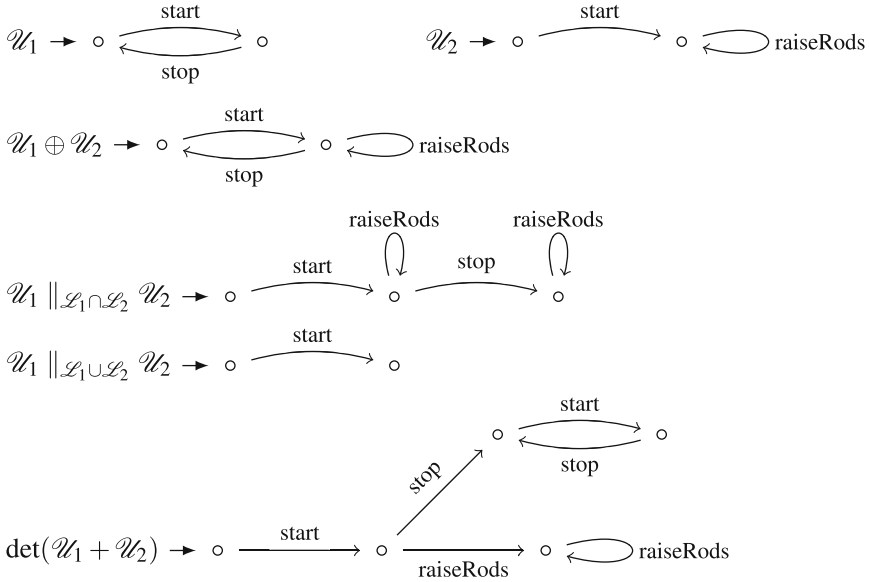 𝒰₁ start stop
𝒰₂ start raiseRods
𝒰₁ ⊕ 𝒰₂ start stop raiseRods
raiseRods raiseRods
𝒰₁ ∥ℒ₁∩ℒ₂ 𝒰₂ start stop
𝒰₁ ∥ℒ₁∪ℒ₂ 𝒰₂ start
start
stop
stop
det(𝒰₁ + 𝒰₂) start raiseRods raiseRods